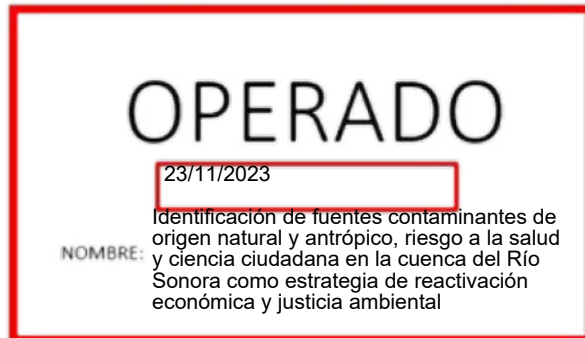 OPERADO
23/11/2023
NOMBRE: Identificación de fuentes contaminantes de
origen natural y antrópico, riesgo a la salud
y ciencia ciudadana en la cuenca del Río
Sonora como estrategia de reactivación
económica y justicia ambiental